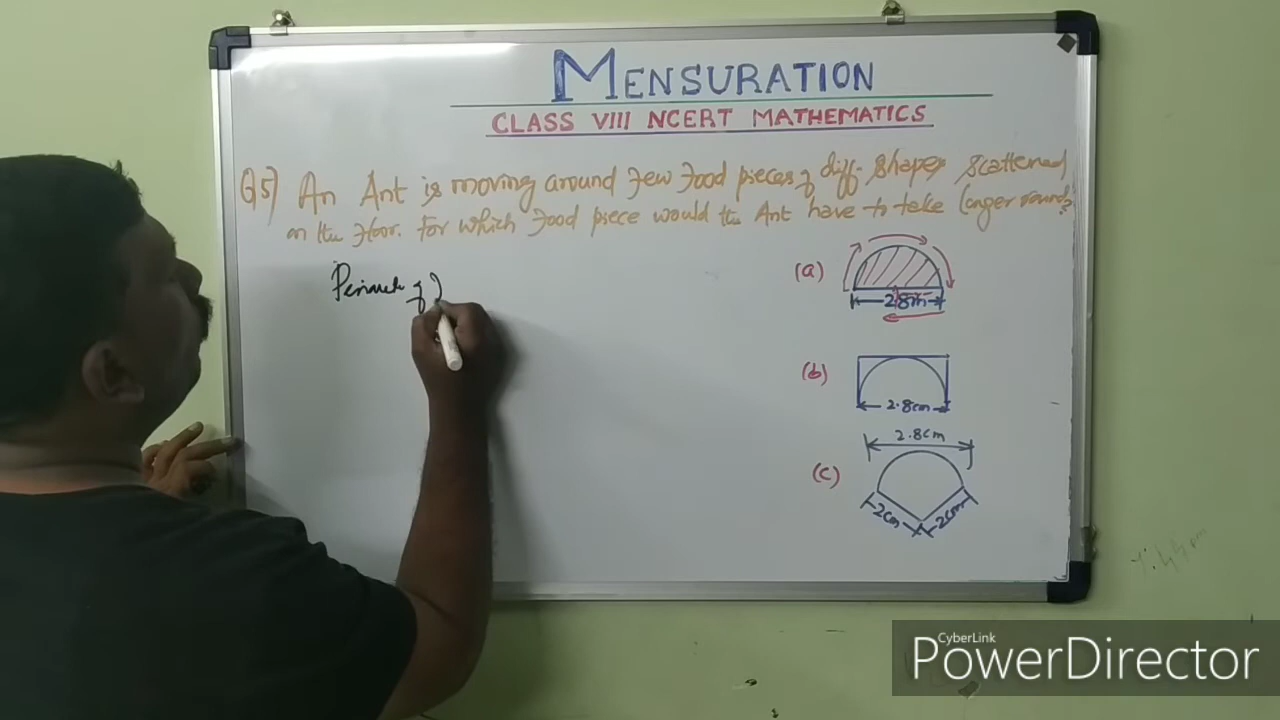 MENSURATION
CLASS VIII NCERT MATHEMATICS
Q5) An Ant is moving around few food pieces of diff. shapes scattered
on the floor. For which food piece would the Ant have to take longer round?
of
(a)
2.8cm
(b)
2.8cm
2.8cm
(c)
2cm
2cm
CyberLink
PowerDirector